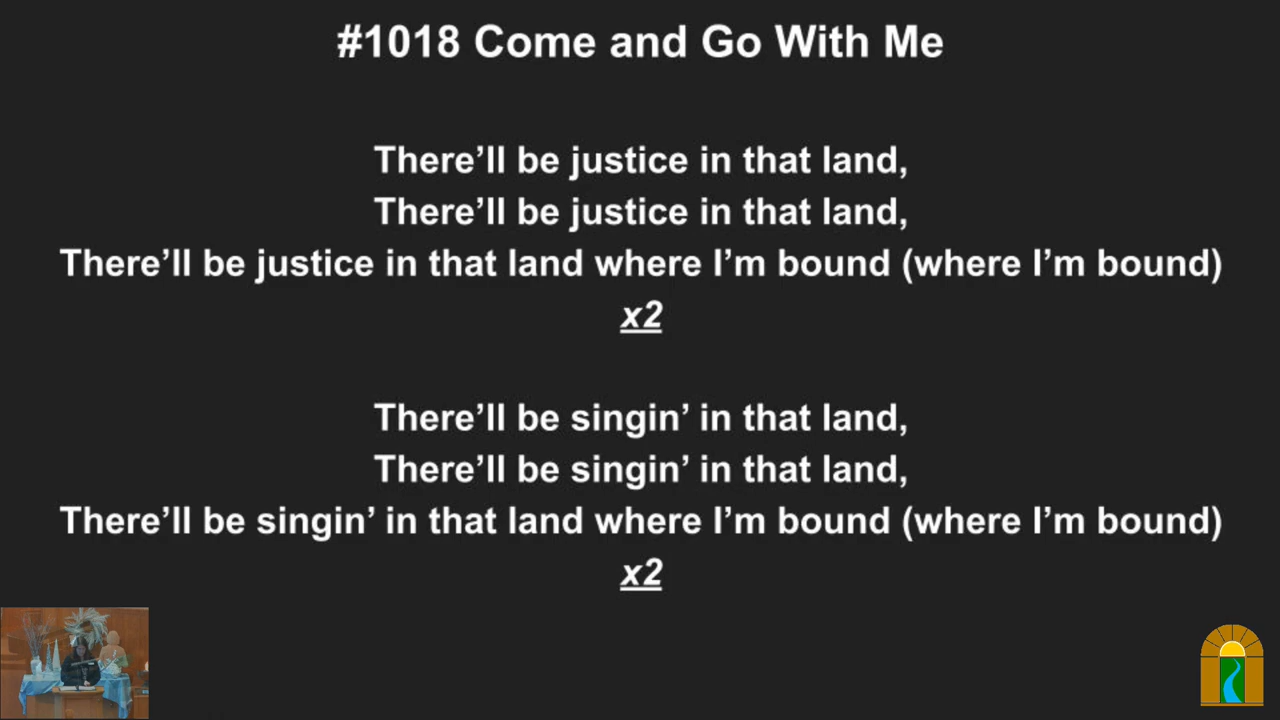 #1018 Come and Go With Me
There’ll be justice in that land,
There’ll be justice in that land,
There’ll be justice in that land where I’m bound (where I’m bound)
x2
There’ll be singin’ in that land,
There’ll be singin’ in that land,
There’ll be singin’ in that land where I’m bound (where I’m bound)
x2